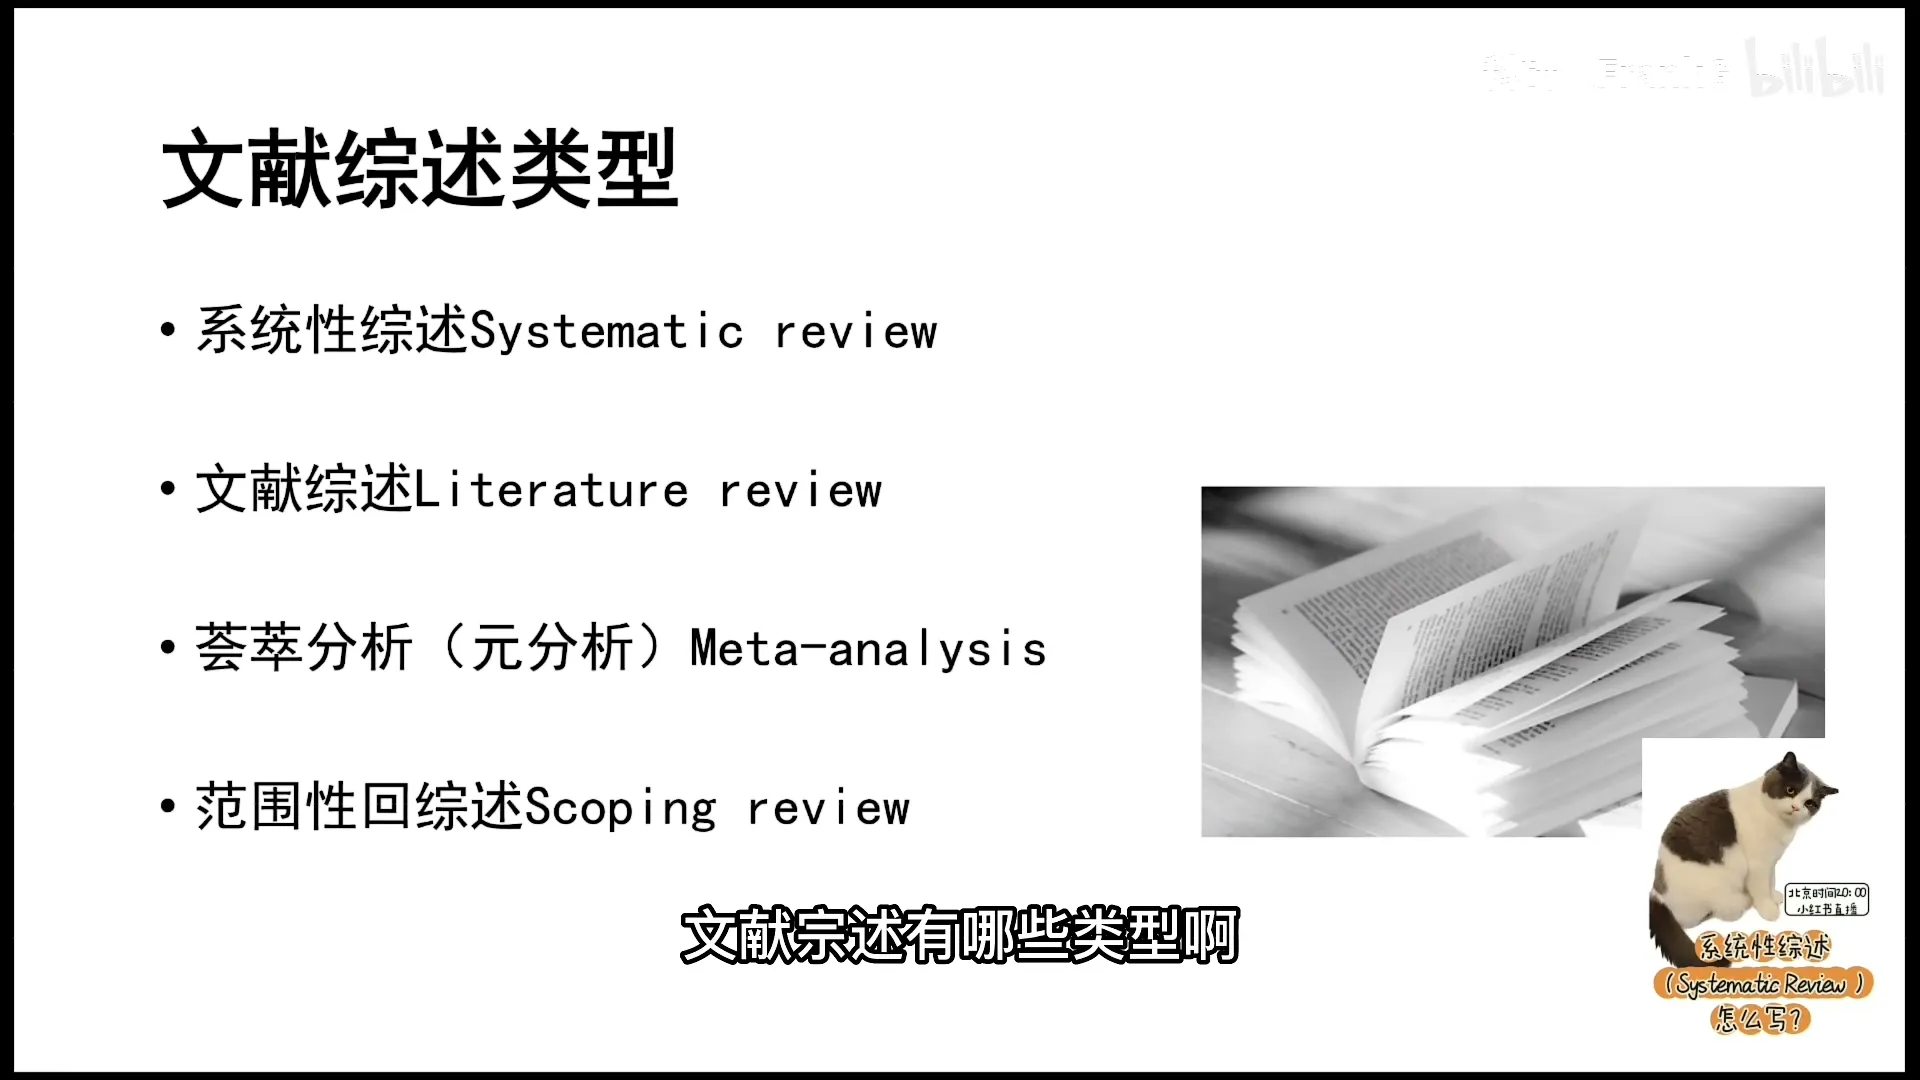 bilibili
文献综述类型
• 系统性综述Systematic review
• 文献综述Literature review
• 荟萃分析（元分析）Meta-analysis
• 范围性回综述Scoping review
文献宗述有哪些类型啊
北京时间20:00
小红书直播
系统性综述
（Systematic Review ）
怎么写？